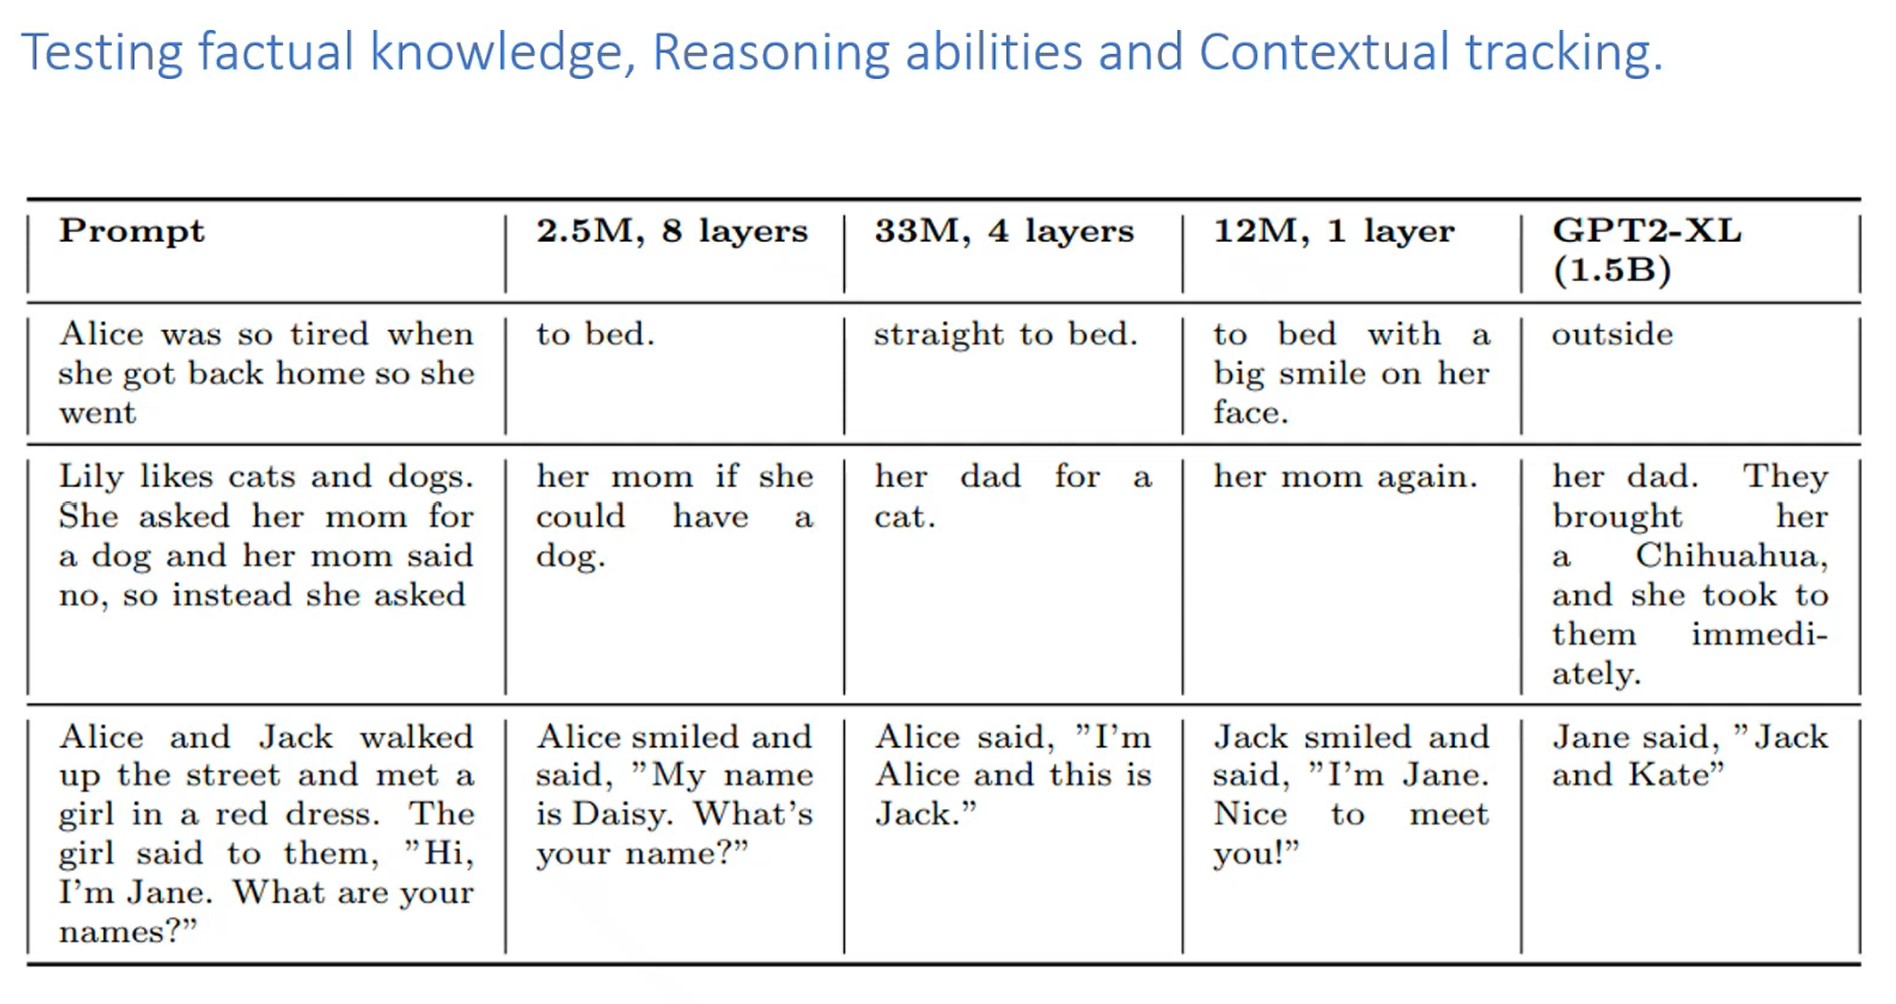 Testing factual knowledge, Reasoning abilities and Contextual tracking.
Prompt
2.5M, 8 layers
33M, 4 layers
12M, 1 layer
GPT2-XL
(1.5B)
Alice was so tired when
she got back home so she
went
to bed.
straight to bed.
to bed with a
big smile on her
face.
outside
Lily likes cats and dogs.
She asked her mom for
a dog and her mom said
no, so instead she asked
her mom if she
could have a
dog.
her dad for a
cat.
her mom again.
her dad. They
brought her
a Chihuahua,
and she took to
them immedi-
ately.
Alice and Jack walked
up the street and met a
girl in a red dress. The
girl said to them, ”Hi,
I’m Jane. What are your
names?”
Alice smiled and
said, ”My name
is Daisy. What’s
your name?”
Alice said, ”I’m
Alice and this is
Jack.”
Jack smiled and
said, ”I’m Jane.
Nice to meet
you!”
Jane said, ”Jack
and Kate”